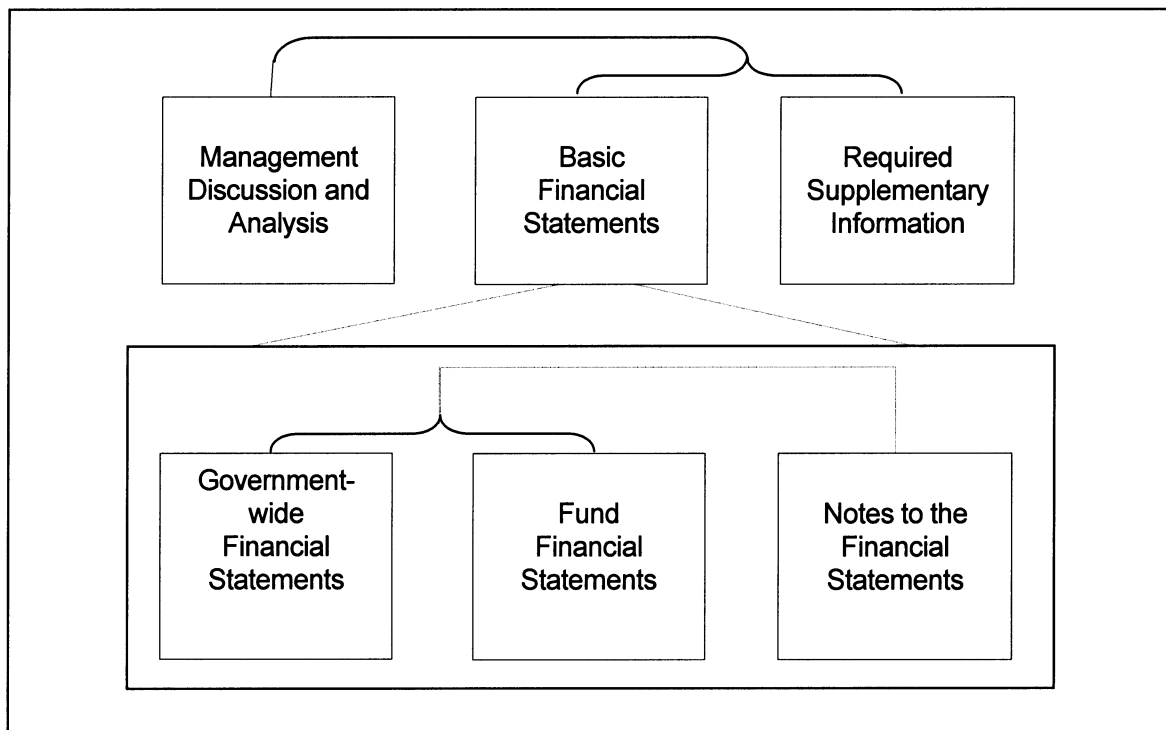 Management
Discussion and
Analysis
Basic
Financial
Statements
Required
Supplementary
Information
Government-
wide
Financial
Statements
Fund
Financial
Statements
Notes to the
Financial
Statements